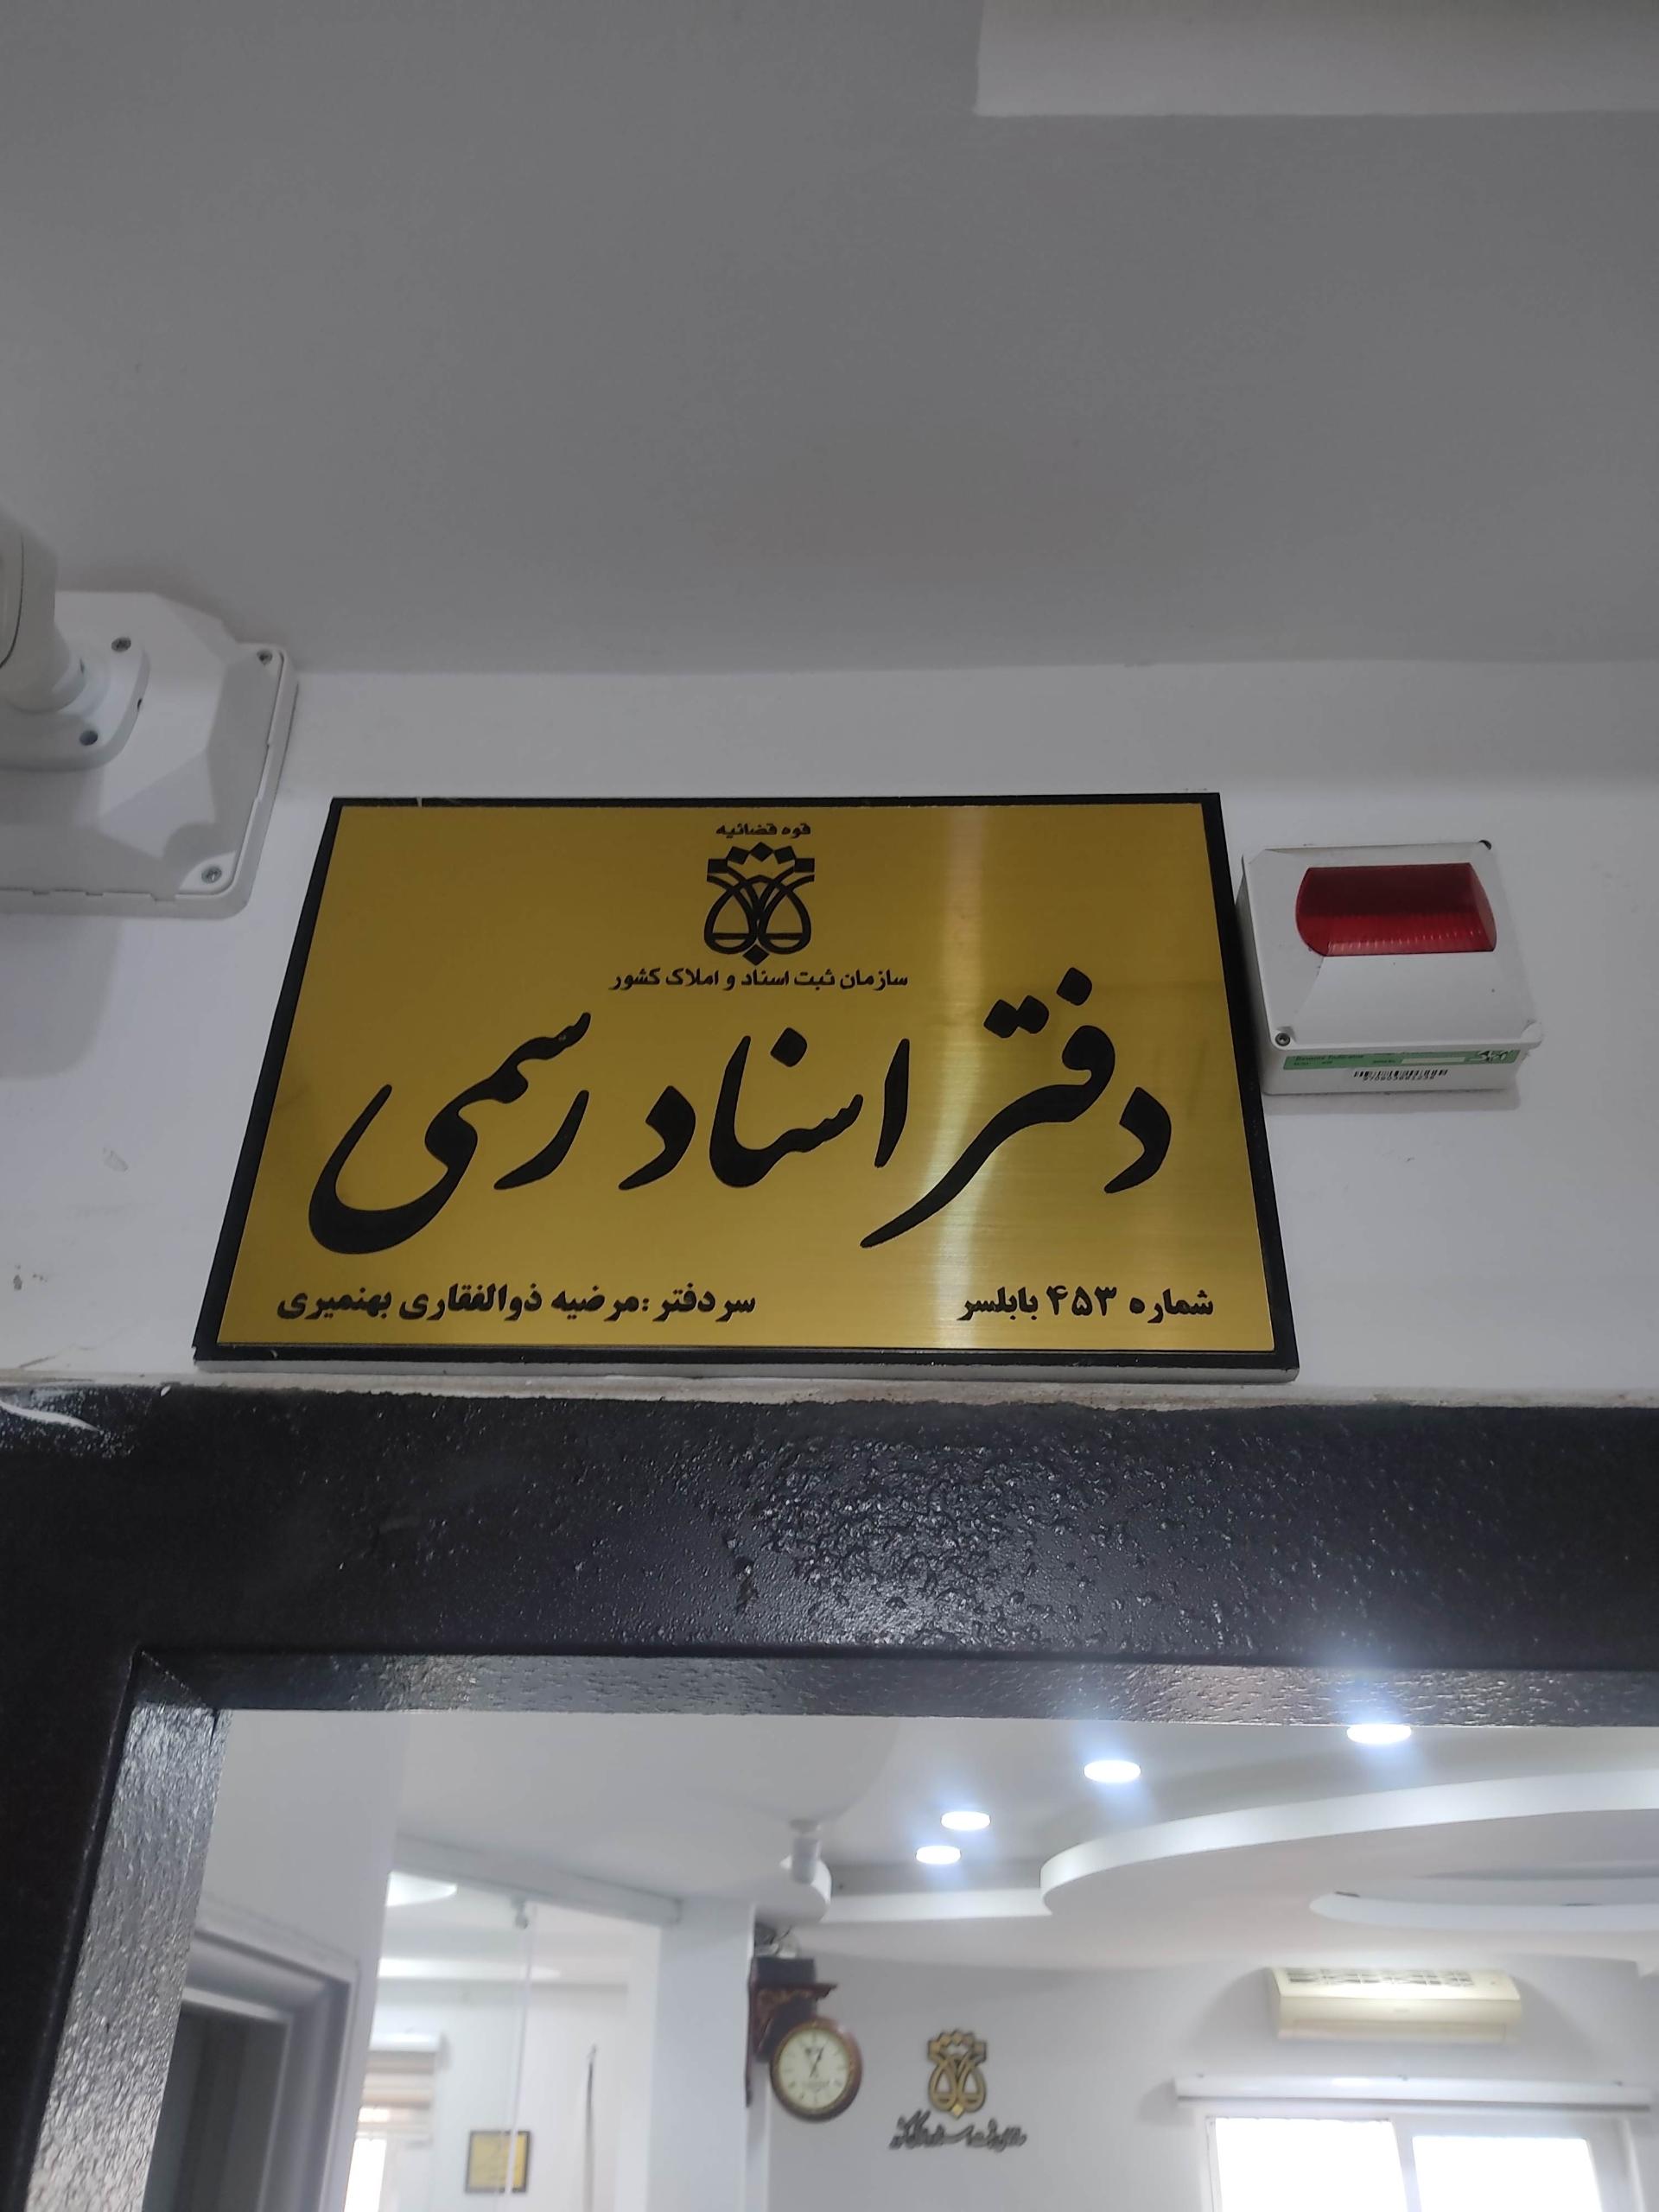 قوه قضائیه
سازمان ثبت اسناد و املاک کشور
دفتر اسناد رسمی
شماره ۴۵۳ بابلسر
سردفتر :مرضیه ذوالفقاری بهنمیری